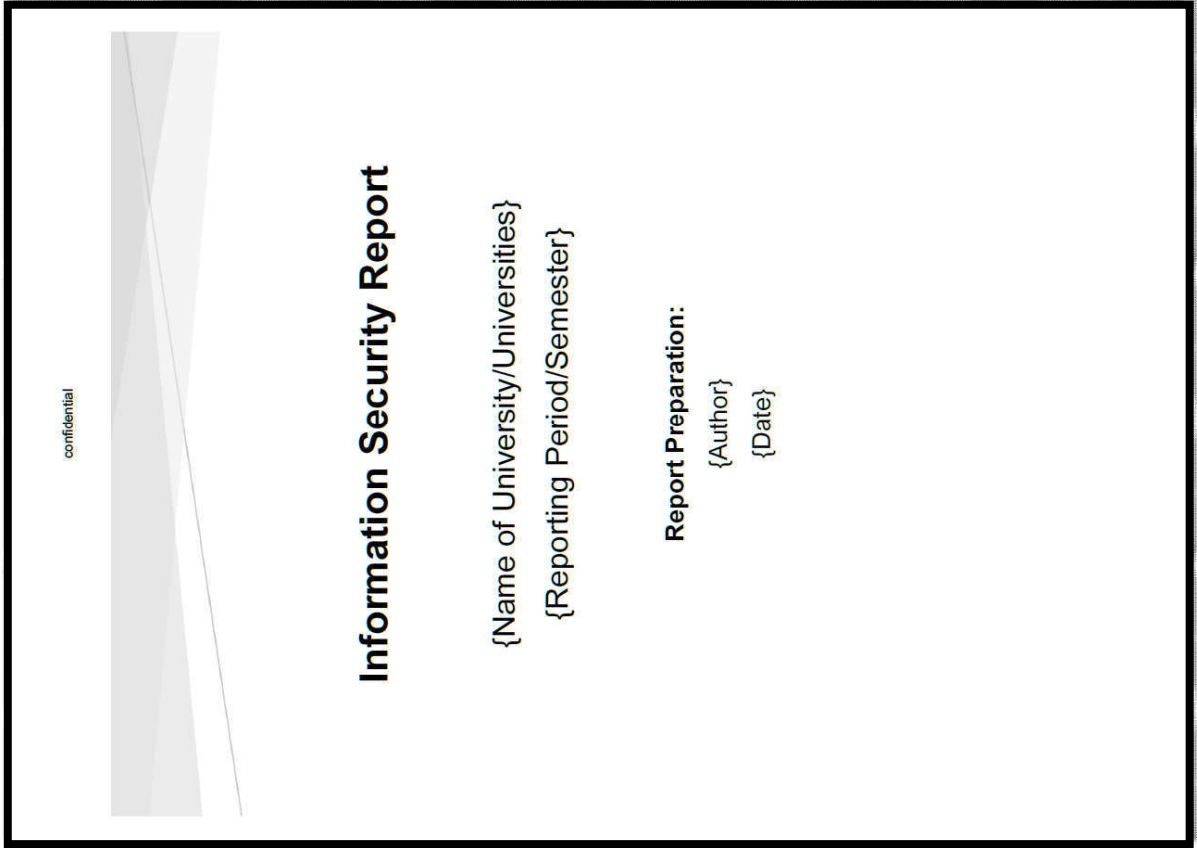 confidential
Information Security Report
{Name of University/Universities}
{Reporting Period/Semester}
Report Preparation:
{Author}
{Date}